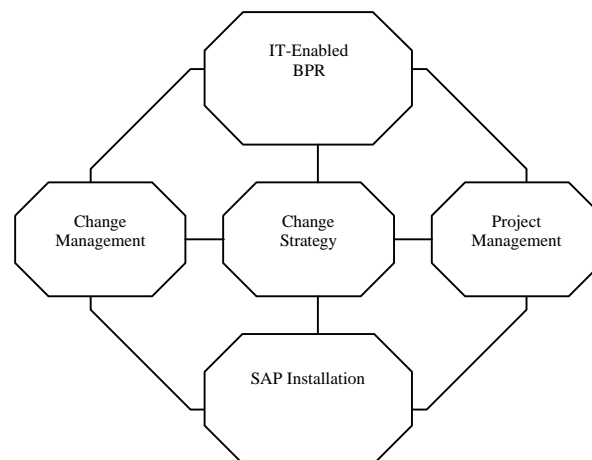 IT-Enabled
BPR
Change
Management
Change
Strategy
Project
Management
SAP Installation